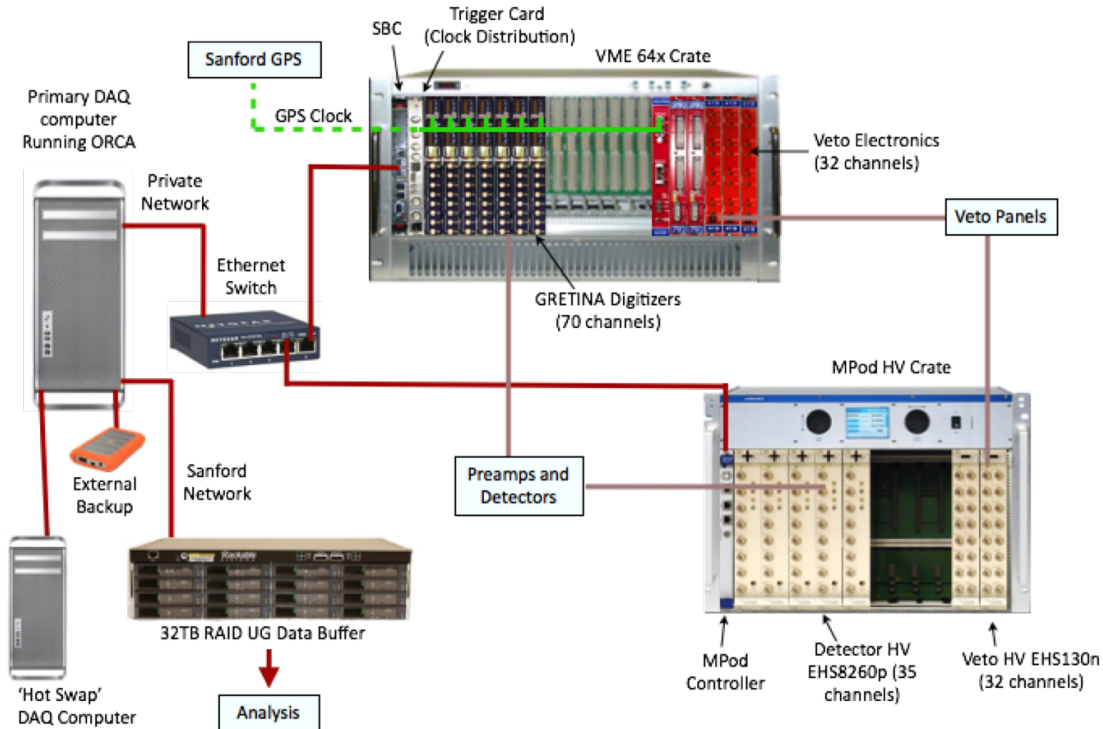 SBC
Trigger Card
(Clock Distribution)
VME 64x Crate
Sanford GPS
GPS Clock
Primary DAQ
computer
Running ORCA
Private
Network
Veto Electronics
(32 channels)
Veto Panels
Ethernet
Switch
NETGEAR
GRETINA Digitizers
(70 channels)
MPod HV Crate
Preamps and
Detectors
External
Backup
Sanford
Network
Rackable
32TB RAID UG Data Buffer
'Hot Swap'
DAQ Computer
Analysis
MPod
Controller
Detector HV
EHS8260p (35
channels)
Veto HV EHS130n
(32 channels)